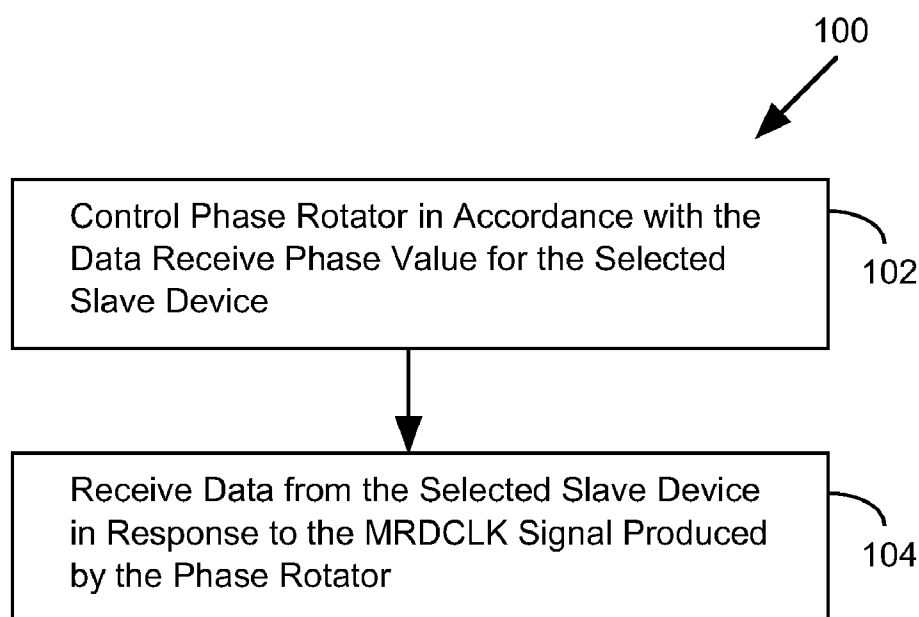 100
Control Phase Rotator in Accordance with the
Data Receive Phase Value for the Selected
Slave Device
102
Receive Data from the Selected Slave Device
in Response to the MRDCLK Signal Produced
by the Phase Rotator
104